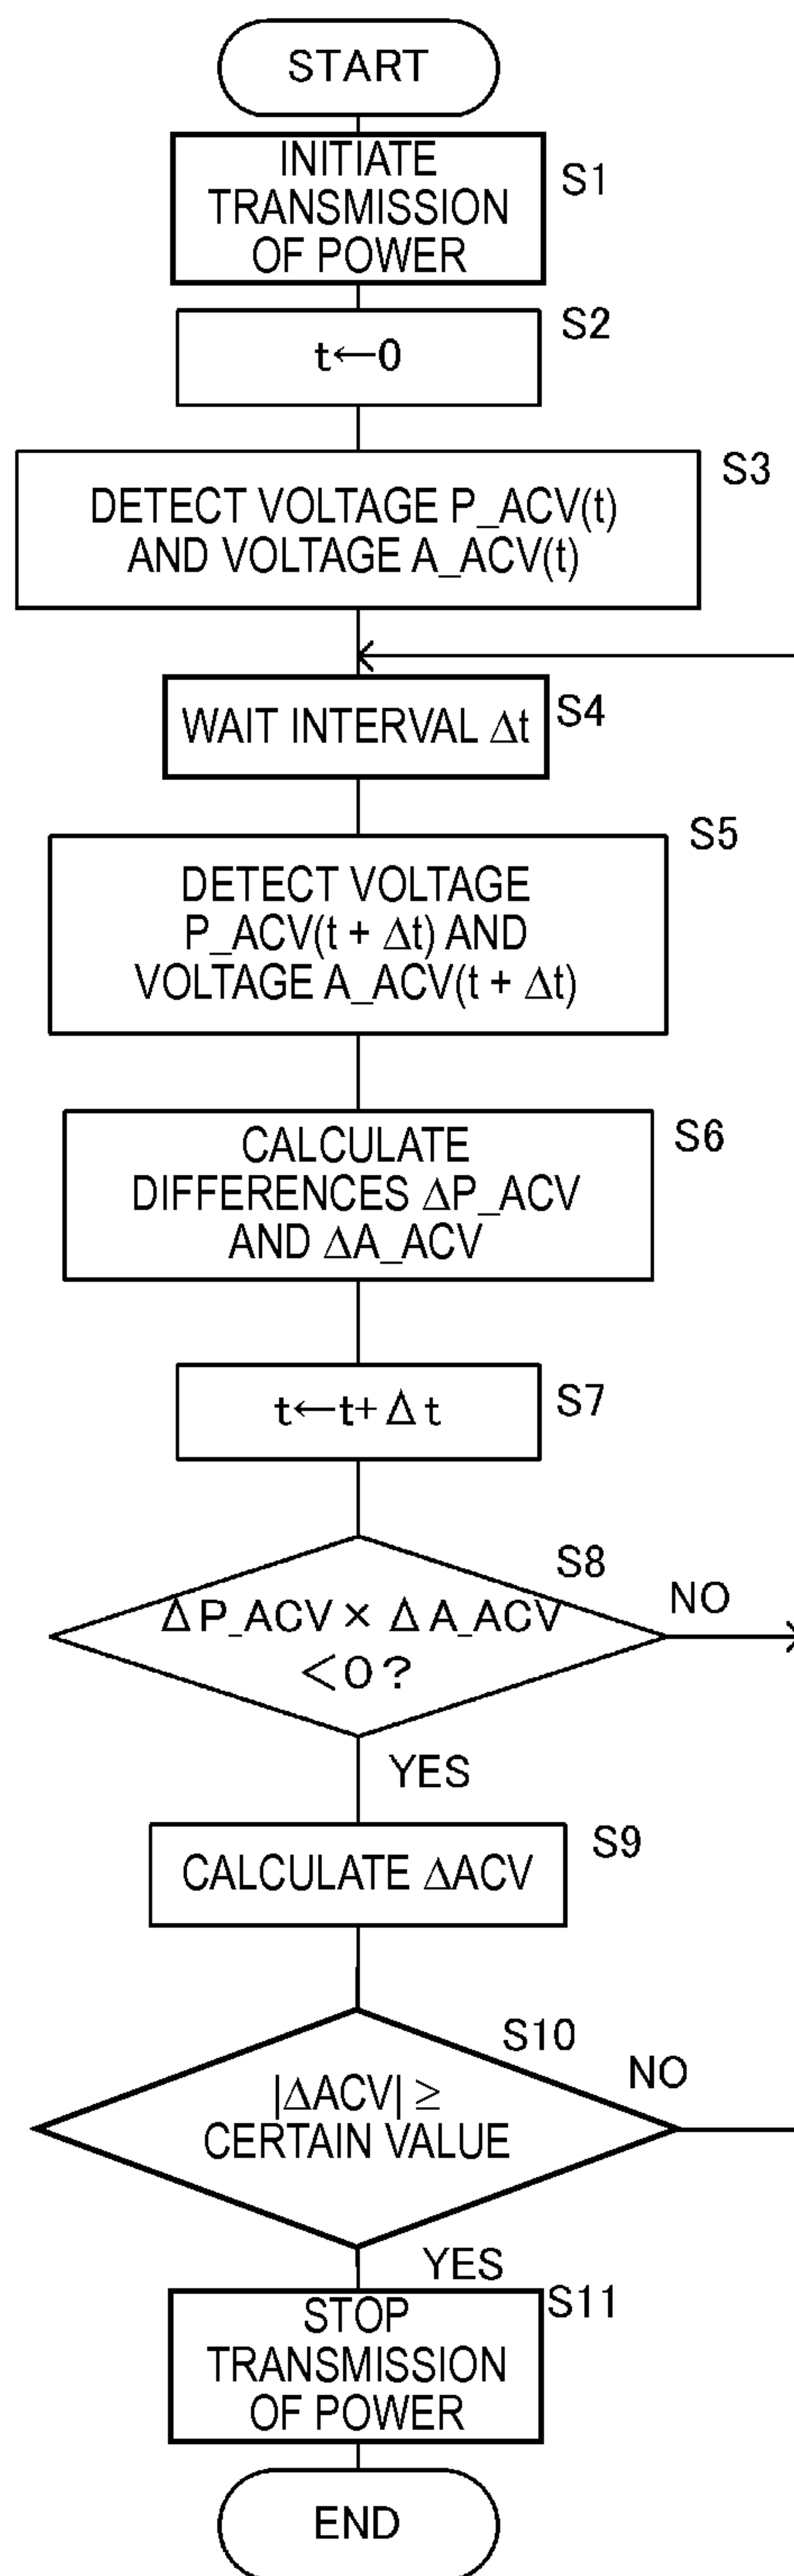 START
INITIATE
TRANSMISSION
OF POWER
S1
t←0
S2
DETECT VOLTAGE P_ACV(t)
AND VOLTAGE A_ACV(t)
S3
WAIT INTERVAL Δt
S4
DETECT VOLTAGE
P_ACV(t + Δt) AND
VOLTAGE A_ACV(t + Δt)
S5
CALCULATE
DIFFERENCES ΔP_ACV
AND ΔA_ACV
S6
t←t+Δt
S7
ΔP_ACV × ΔA_ACV
<0?
S8
NO
YES
CALCULATE ΔACV
S9
|ΔACV| ≥
CERTAIN VALUE
S10
NO
YES
STOP
TRANSMISSION
OF POWER
S11
END